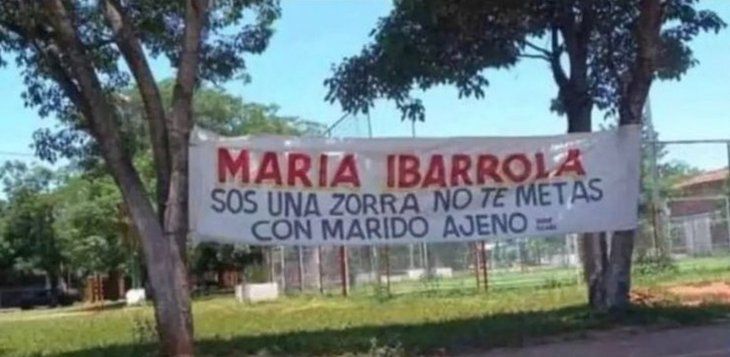 MARIA IBARROLA
SOS UNA ZORRA NO TE METAS
CON MARIDO AJENO